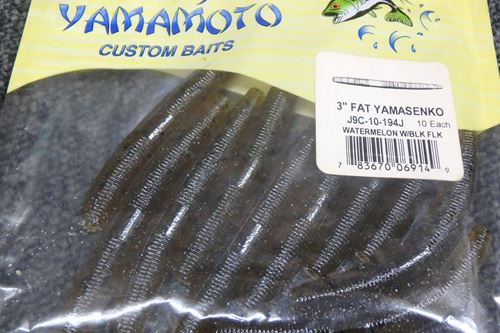 YAMAMOTO
CUSTOM BAITS
3" FAT YAMASENKO
J9C-10-194J 10 Each
WATERMELON W/BLK FLK
7 83670 06914 9